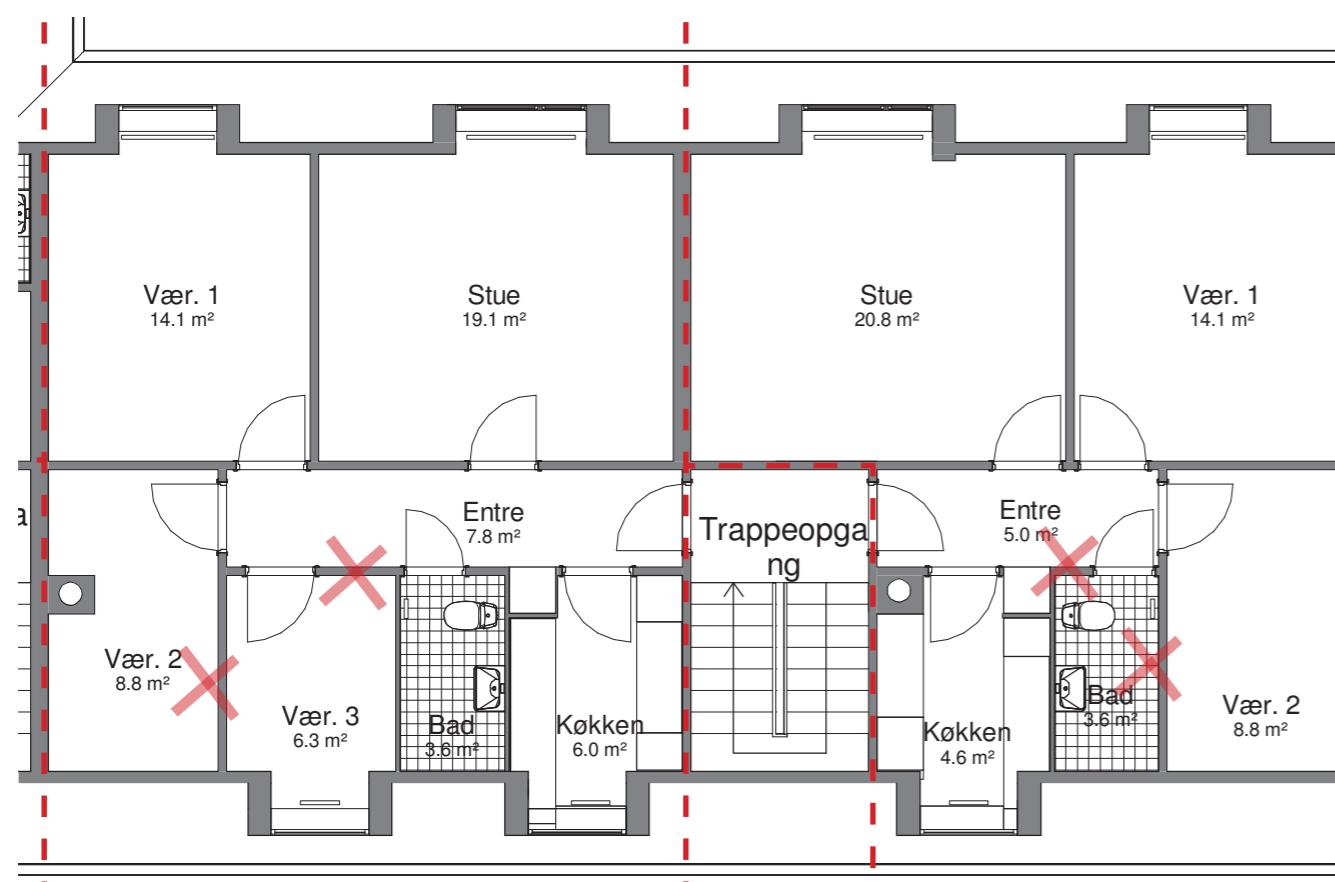 Vær. 1
14.1 m²
Stue
19.1 m²
Stue
20.8 m²
Vær. 1
14.1 m²
a
Entre
7.8 m²
Trappeopga
ng
Entre
5.0 m²
Vær. 2
8.8 m²
Vær. 3
6.3 m²
Bad
3.6 m²
Køkken
6.0 m²
Køkken
4.6 m²
Bad
3.6 m²
Vær. 2
8.8 m²